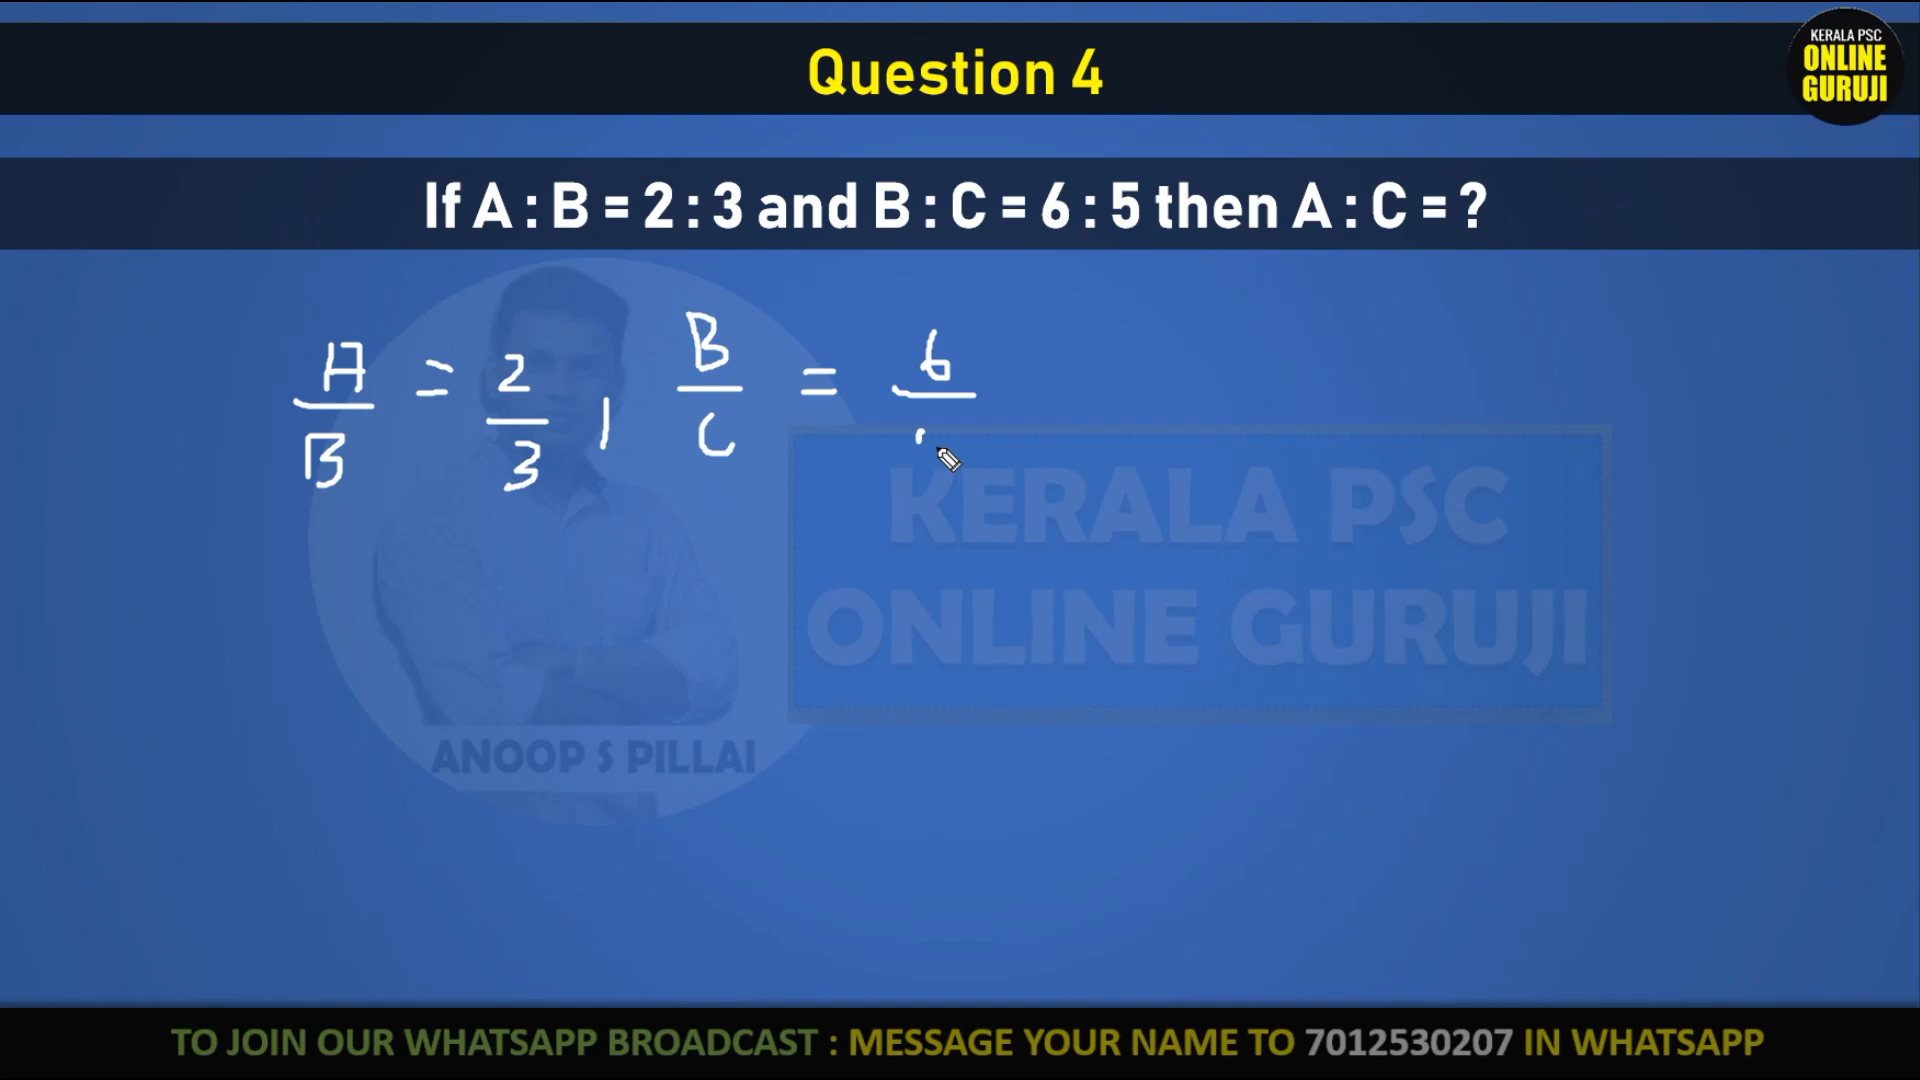 KERALA PSC
ONLINE
GURUJI
Question 4
If A : B = 2 : 3 and B : C = 6 : 5 then A : C = ?
A/B = 2/3 , B/C = 6/
KERALA PSC
ONLINE GURUJI
ANOOP S PILLAI
TO JOIN OUR WHATSAPP BROADCAST : MESSAGE YOUR NAME TO 7012530207 IN WHATSAPP